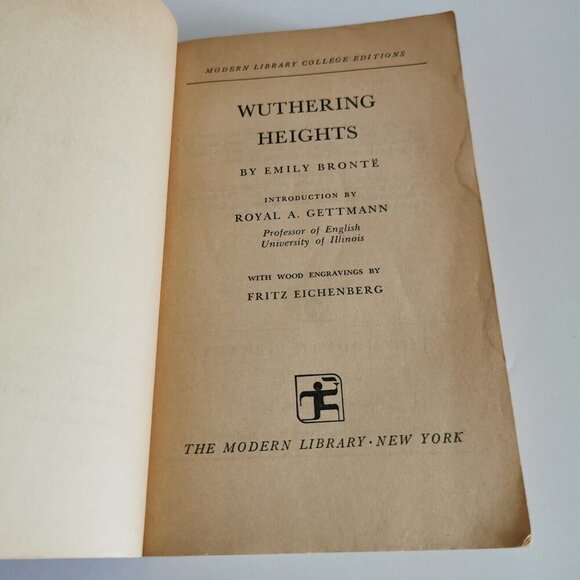 MODERN LIBRARY COLLEGE EDITIONS
WUTHERING
HEIGHTS
BY EMILY BRONTË
INTRODUCTION BY
ROYAL A. GETTMANN
Professor of English
University of Illinois
WITH WOOD ENGRAVINGS BY
FRITZ EICHENBERG
THE MODERN LIBRARY · NEW YORK